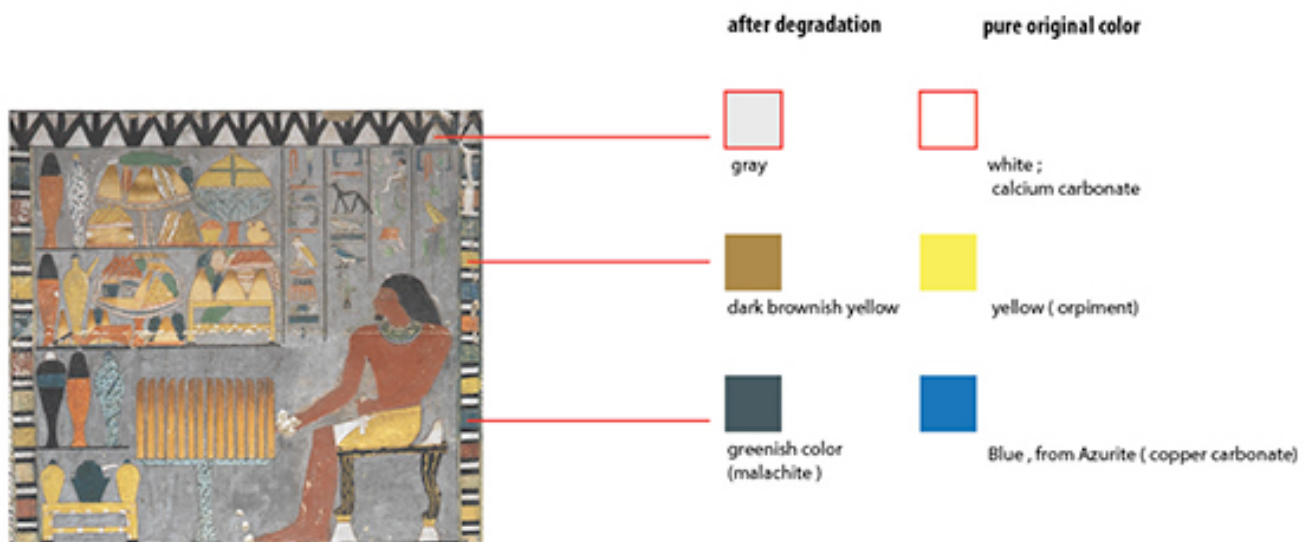 after degradation
pure original color
gray
white ;
calcium carbonate
dark brownish yellow
yellow ( orpiment)
greenish color
(malachite )
Blue , from Azurite ( copper carbonate)